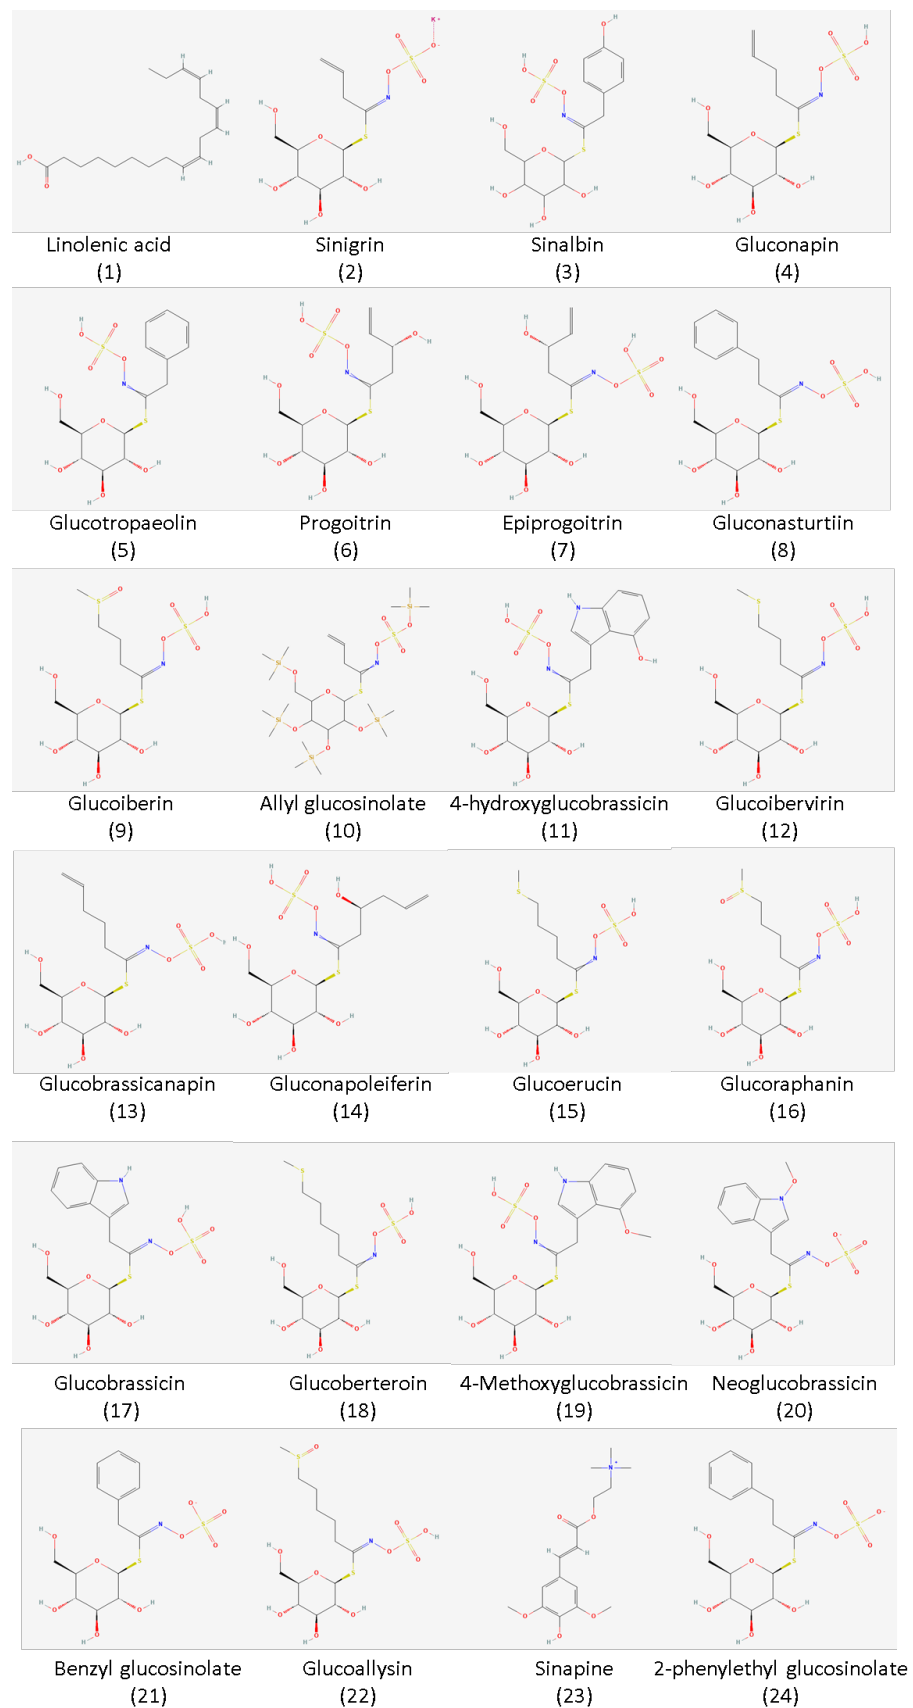 Linolenic acid Sinigrin Sinalbin Gluconapin
(1) (2) (3) (4)
Glucotropaeolin Progoitrin Epiprogoitrin Gluconasturtiin
(5) (6) (7) (8)
Glucoiberin Allyl glucosinolate 4-hydroxyglucobrassicin Glucoibervirin
(9) (10) (11) (12)
Glucobrassicanapin Gluconapoleiferin Glucoerucin Glucoraphanin
(13) (14) (15) (16)
Glucobrassicin Glucoberteroin 4-Methoxyglucobrassicin Neoglucobrassicin
(17) (18) (19) (20)
Benzyl glucosinolate Glucoallysin Sinapine 2-phenylethyl glucosinolate
(21) (22) (23) (24)